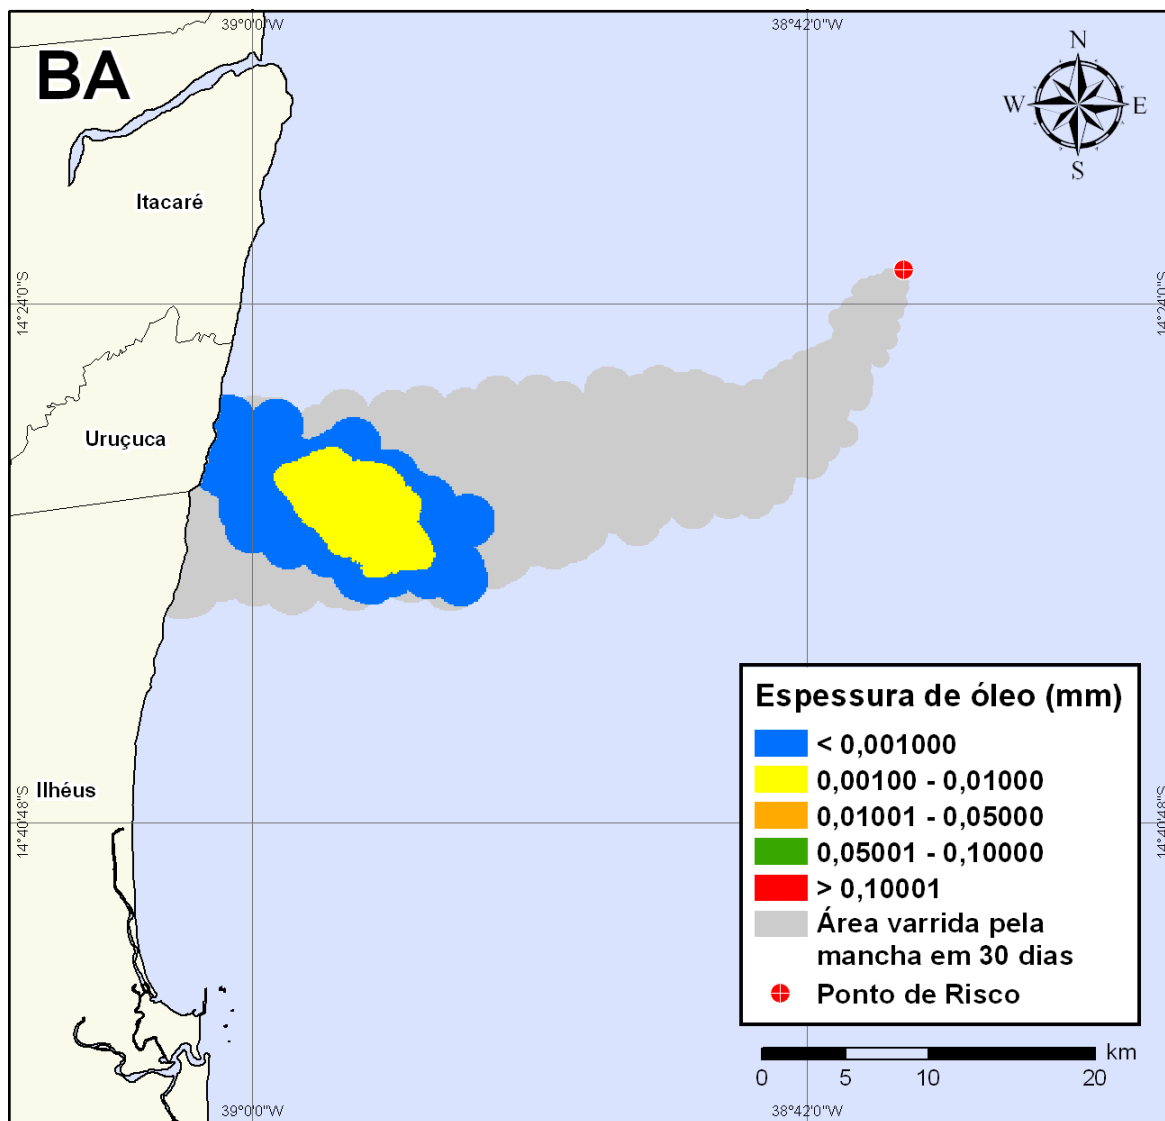 39°0'0"W
38°42'0"W
BA
N
W
E
S
Itacaré
14°24'0"S
14°24'0"S
Uruçuca
Espessura de óleo (mm)
< 0,001000
0,00100 - 0,01000
0,01001 - 0,05000
0,05001 - 0,10000
> 0,10001
Área varrida pela
mancha em 30 dias
Ponto de Risco
Ilhéus
14°40'48"S
14°40'48"S
km
0
5
10
20
39°0'0"W
38°42'0"W